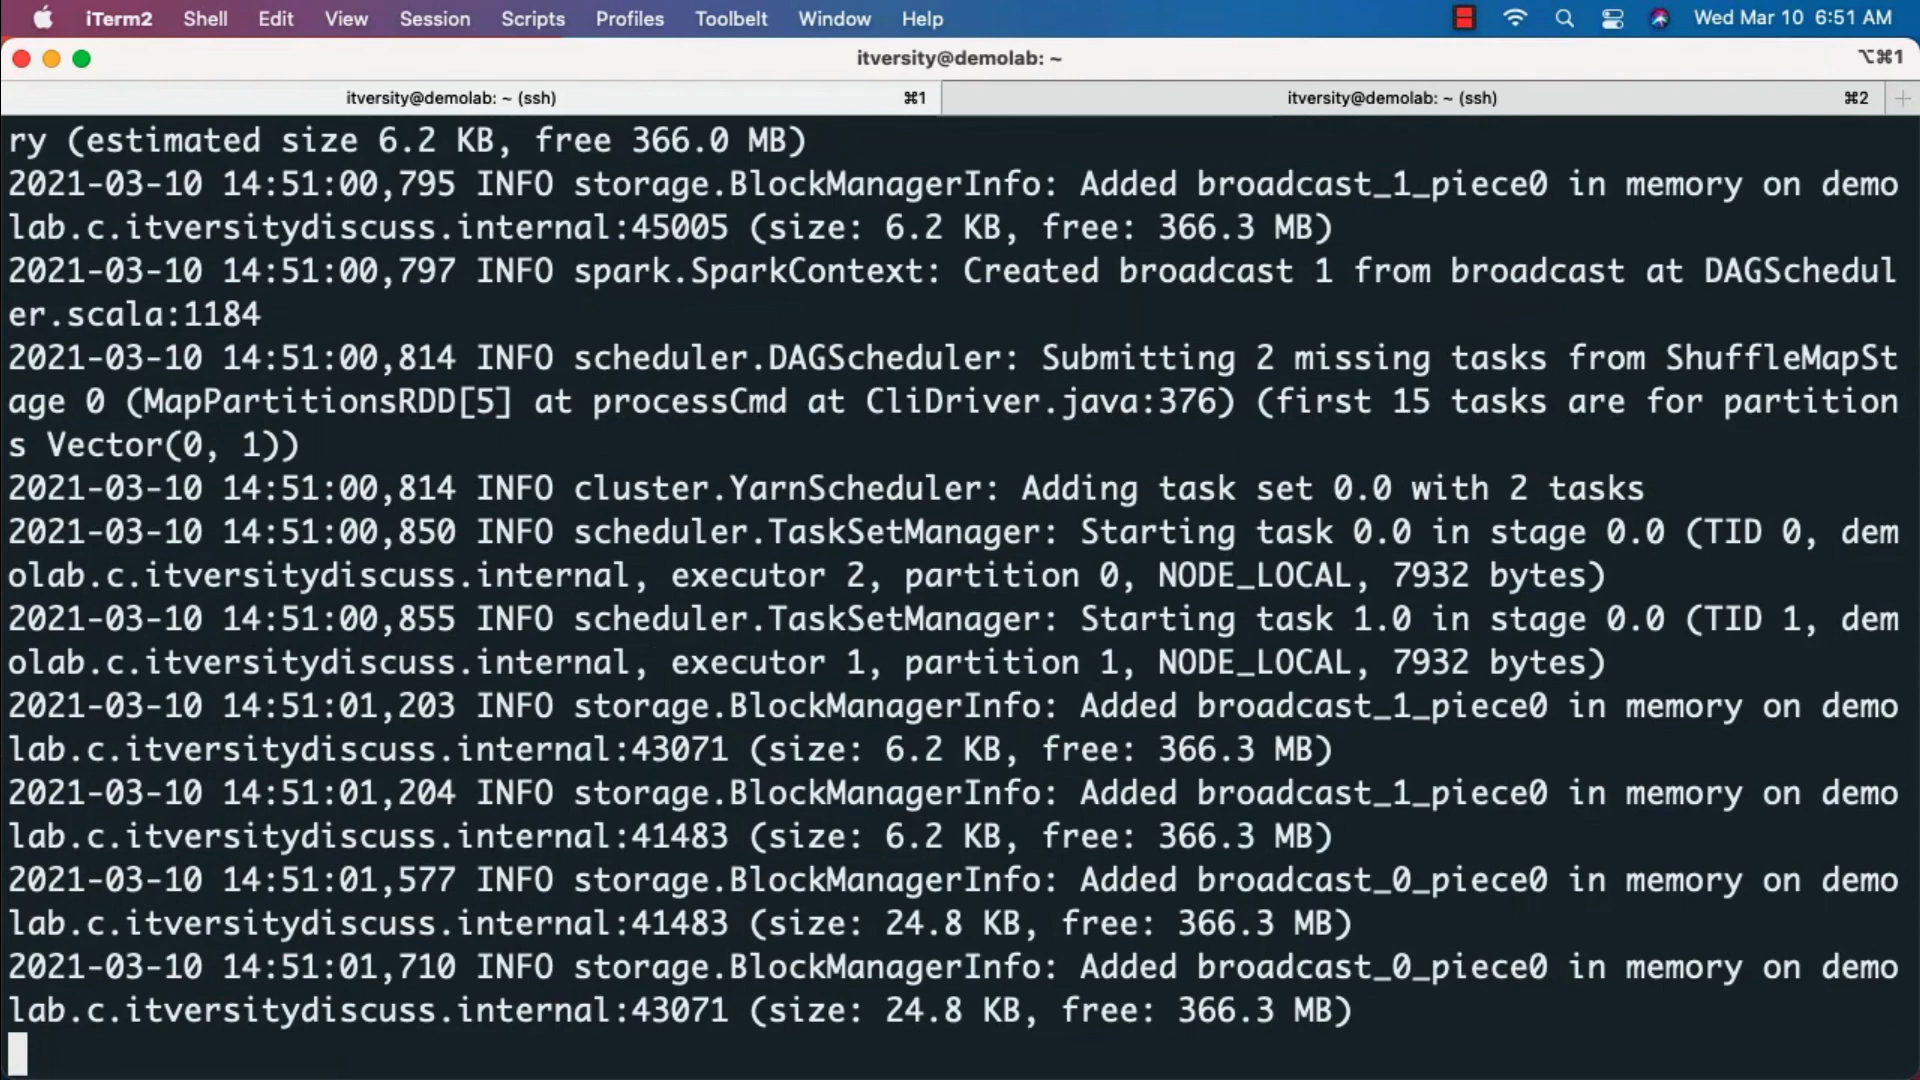 iTerm2 Shell Edit View Session Scripts Profiles Toolbelt Window Help Wed Mar 10 6:51 AM
itversity@demolab: ~ ⌥⌘1
itversity@demolab: ~ (ssh) ⌘1 itversity@demolab: ~ (ssh) ⌘2 +
ry (estimated size 6.2 KB, free 366.0 MB)
2021-03-10 14:51:00,795 INFO storage.BlockManagerInfo: Added broadcast_1_piece0 in memory on demo
lab.c.itversitydiscuss.internal:45005 (size: 6.2 KB, free: 366.3 MB)
2021-03-10 14:51:00,797 INFO spark.SparkContext: Created broadcast 1 from broadcast at DAGSchedul
er.scala:1184
2021-03-10 14:51:00,814 INFO scheduler.DAGScheduler: Submitting 2 missing tasks from ShuffleMapSt
age 0 (MapPartitionsRDD[5] at processCmd at CliDriver.java:376) (first 15 tasks are for partition
s Vector(0, 1))
2021-03-10 14:51:00,814 INFO cluster.YarnScheduler: Adding task set 0.0 with 2 tasks
2021-03-10 14:51:00,850 INFO scheduler.TaskSetManager: Starting task 0.0 in stage 0.0 (TID 0, dem
olab.c.itversitydiscuss.internal, executor 2, partition 0, NODE_LOCAL, 7932 bytes)
2021-03-10 14:51:00,855 INFO scheduler.TaskSetManager: Starting task 1.0 in stage 0.0 (TID 1, dem
olab.c.itversitydiscuss.internal, executor 1, partition 1, NODE_LOCAL, 7932 bytes)
2021-03-10 14:51:01,203 INFO storage.BlockManagerInfo: Added broadcast_1_piece0 in memory on demo
lab.c.itversitydiscuss.internal:43071 (size: 6.2 KB, free: 366.3 MB)
2021-03-10 14:51:01,204 INFO storage.BlockManagerInfo: Added broadcast_1_piece0 in memory on demo
lab.c.itversitydiscuss.internal:41483 (size: 6.2 KB, free: 366.3 MB)
2021-03-10 14:51:01,577 INFO storage.BlockManagerInfo: Added broadcast_0_piece0 in memory on demo
lab.c.itversitydiscuss.internal:41483 (size: 24.8 KB, free: 366.3 MB)
2021-03-10 14:51:01,710 INFO storage.BlockManagerInfo: Added broadcast_0_piece0 in memory on demo
lab.c.itversitydiscuss.internal:43071 (size: 24.8 KB, free: 366.3 MB)